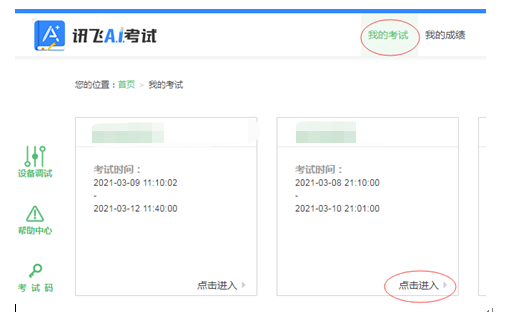 讯飞A.I.考试
我的考试 我的成绩
您的位置：首页 > 我的考试
设备调试
帮助中心
考 试 码
考试时间：
2021-03-09 11:10:02
-
2021-03-12 11:40:00
点击进入
考试时间：
2021-03-08 21:10:00
-
2021-03-10 21:01:00
点击进入